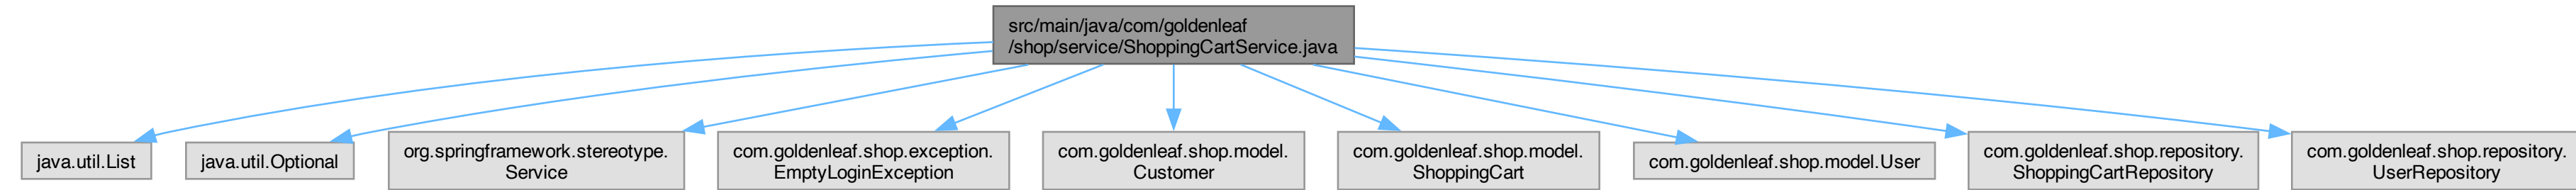 src/main/java/com/goldenleaf
/shop/service/ShoppingCartService.java
java.util.List
java.util.Optional
org.springframework.stereotype.
Service
com.goldenleaf.shop.exception.
EmptyLoginException
com.goldenleaf.shop.model.
Customer
com.goldenleaf.shop.model.
ShoppingCart
com.goldenleaf.shop.model.User
com.goldenleaf.shop.repository.
ShoppingCartRepository
com.goldenleaf.shop.repository.
UserRepository